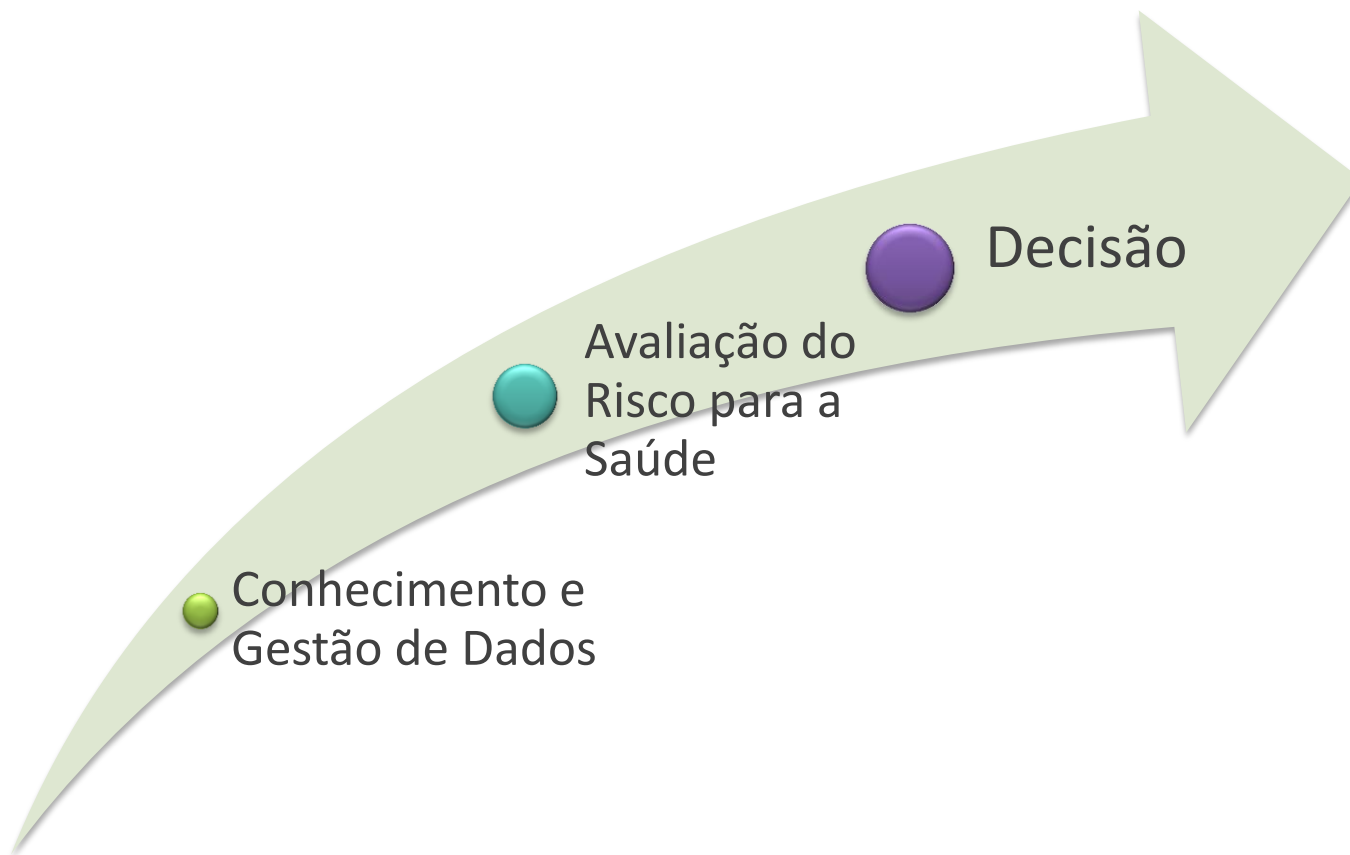 Decisão
Avaliação do
Risco para a
Saúde
Conhecimento e
Gestão de Dados